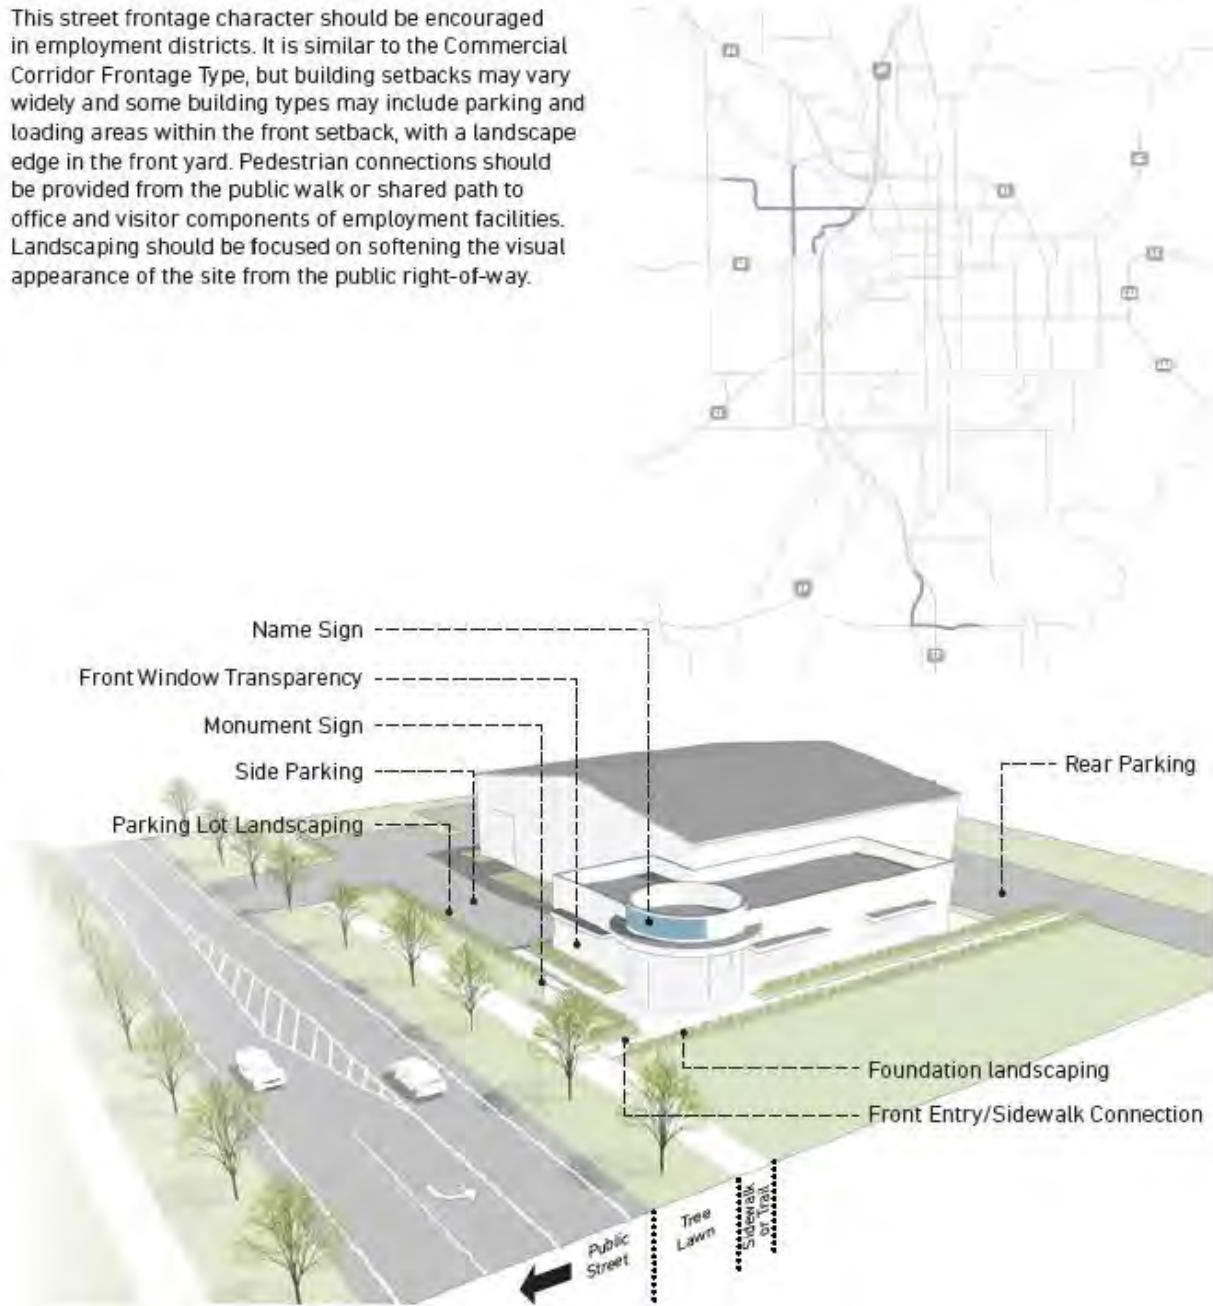 This street frontage character should be encouraged
in employment districts. It is similar to the Commercial
Corridor Frontage Type, but building setbacks may vary
widely and some building types may include parking and
loading areas within the front setback, with a landscape
edge in the front yard. Pedestrian connections should
be provided from the public walk or shared path to
office and visitor components of employment facilities.
Landscaping should be focused on softening the visual
appearance of the site from the public right-of-way.
Name Sign
Front Window Transparency
Monument Sign
Side Parking
Rear Parking
Parking Lot Landscaping
Foundation landscaping
Front Entry/Sidewalk Connection
Public
Street
Tree
Lawn
Sidewalk
or Trail